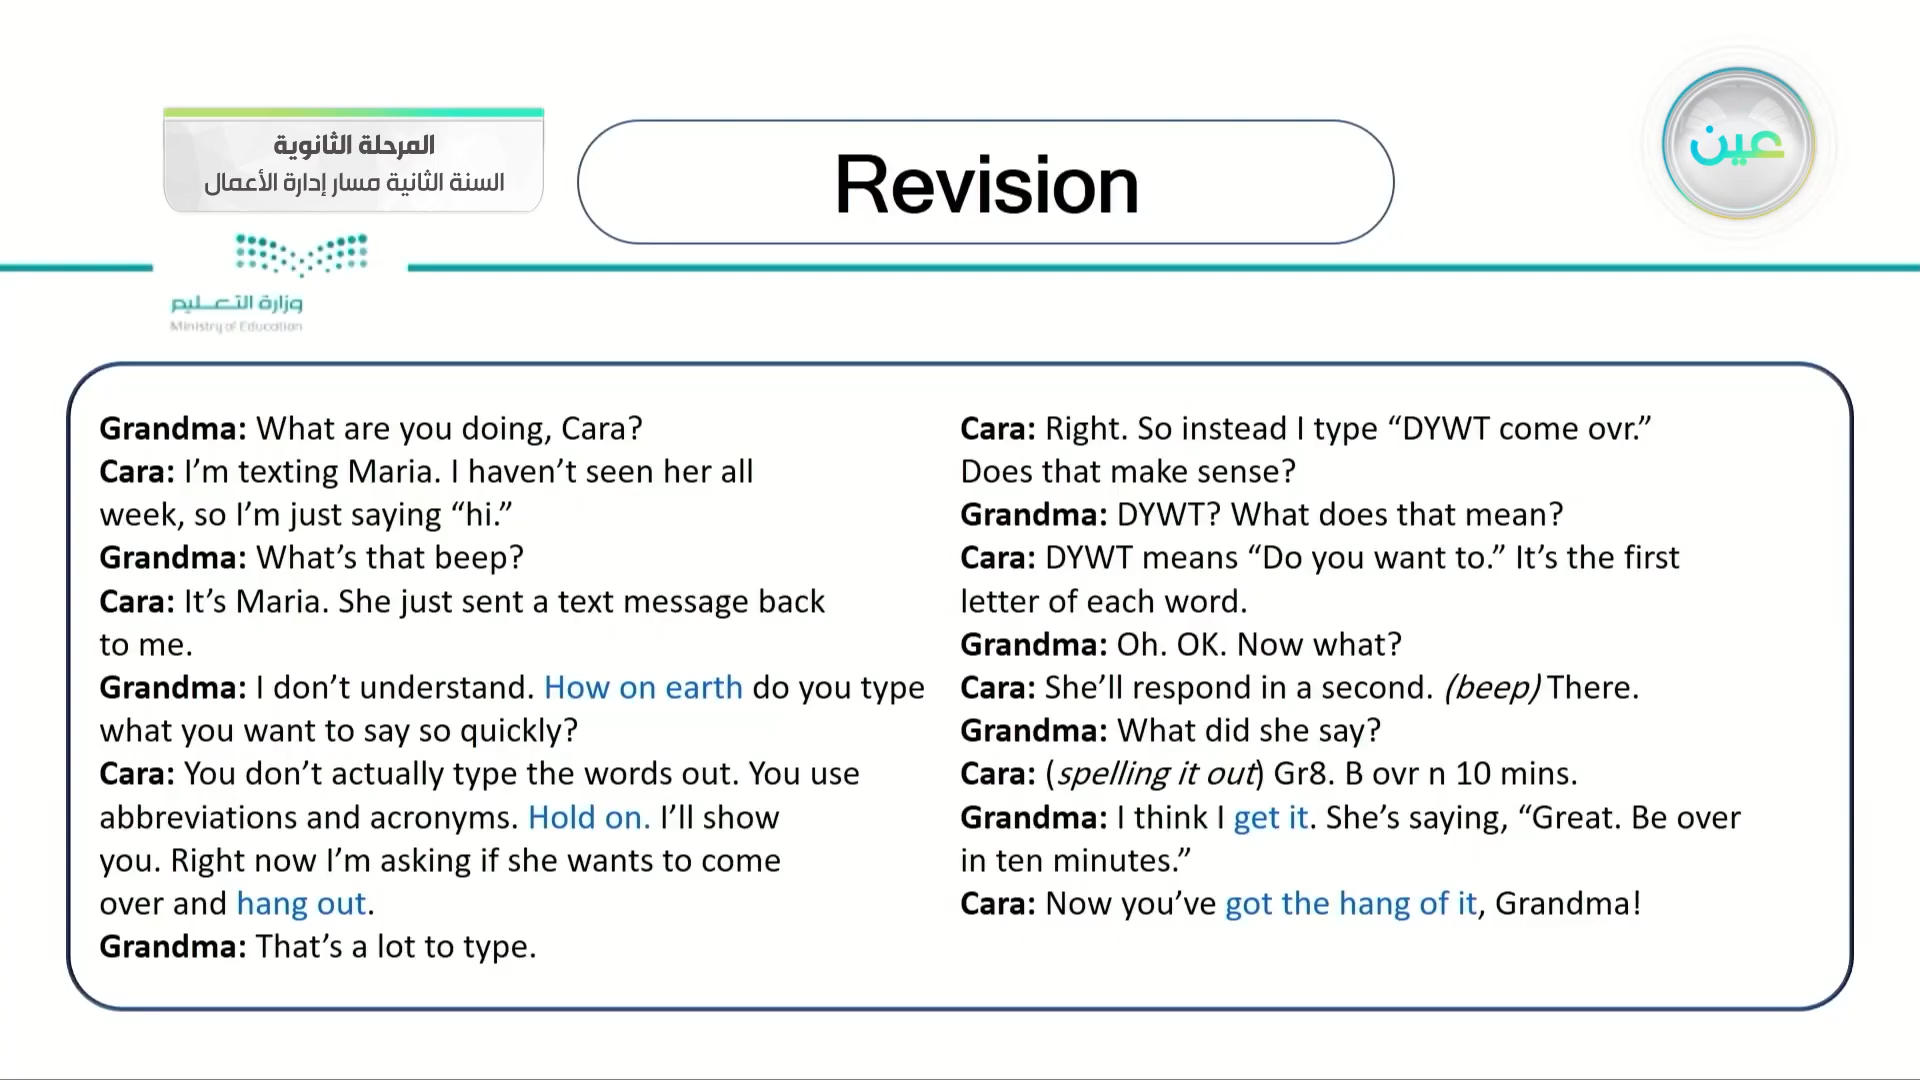 المرحلة الثانوية
السنة الثانية مسار إدارة الأعمال
Revision
عين
وزارة التعليم
Ministry of Education
Grandma: What are you doing, Cara?
Cara: I’m texting Maria. I haven’t seen her all
week, so I’m just saying “hi.”
Grandma: What’s that beep?
Cara: It’s Maria. She just sent a text message back
to me.
Grandma: I don’t understand. How on earth do you type
what you want to say so quickly?
Cara: You don’t actually type the words out. You use
abbreviations and acronyms. Hold on. I’ll show
you. Right now I’m asking if she wants to come
over and hang out.
Grandma: That’s a lot to type.
Cara: Right. So instead I type “DYWT come ovr.”
Does that make sense?
Grandma: DYWT? What does that mean?
Cara: DYWT means “Do you want to.” It’s the first
letter of each word.
Grandma: Oh. OK. Now what?
Cara: She’ll respond in a second. (beep) There.
Grandma: What did she say?
Cara: (spelling it out) Gr8. B ovr n 10 mins.
Grandma: I think I get it. She’s saying, “Great. Be over
in ten minutes.”
Cara: Now you’ve got the hang of it, Grandma!